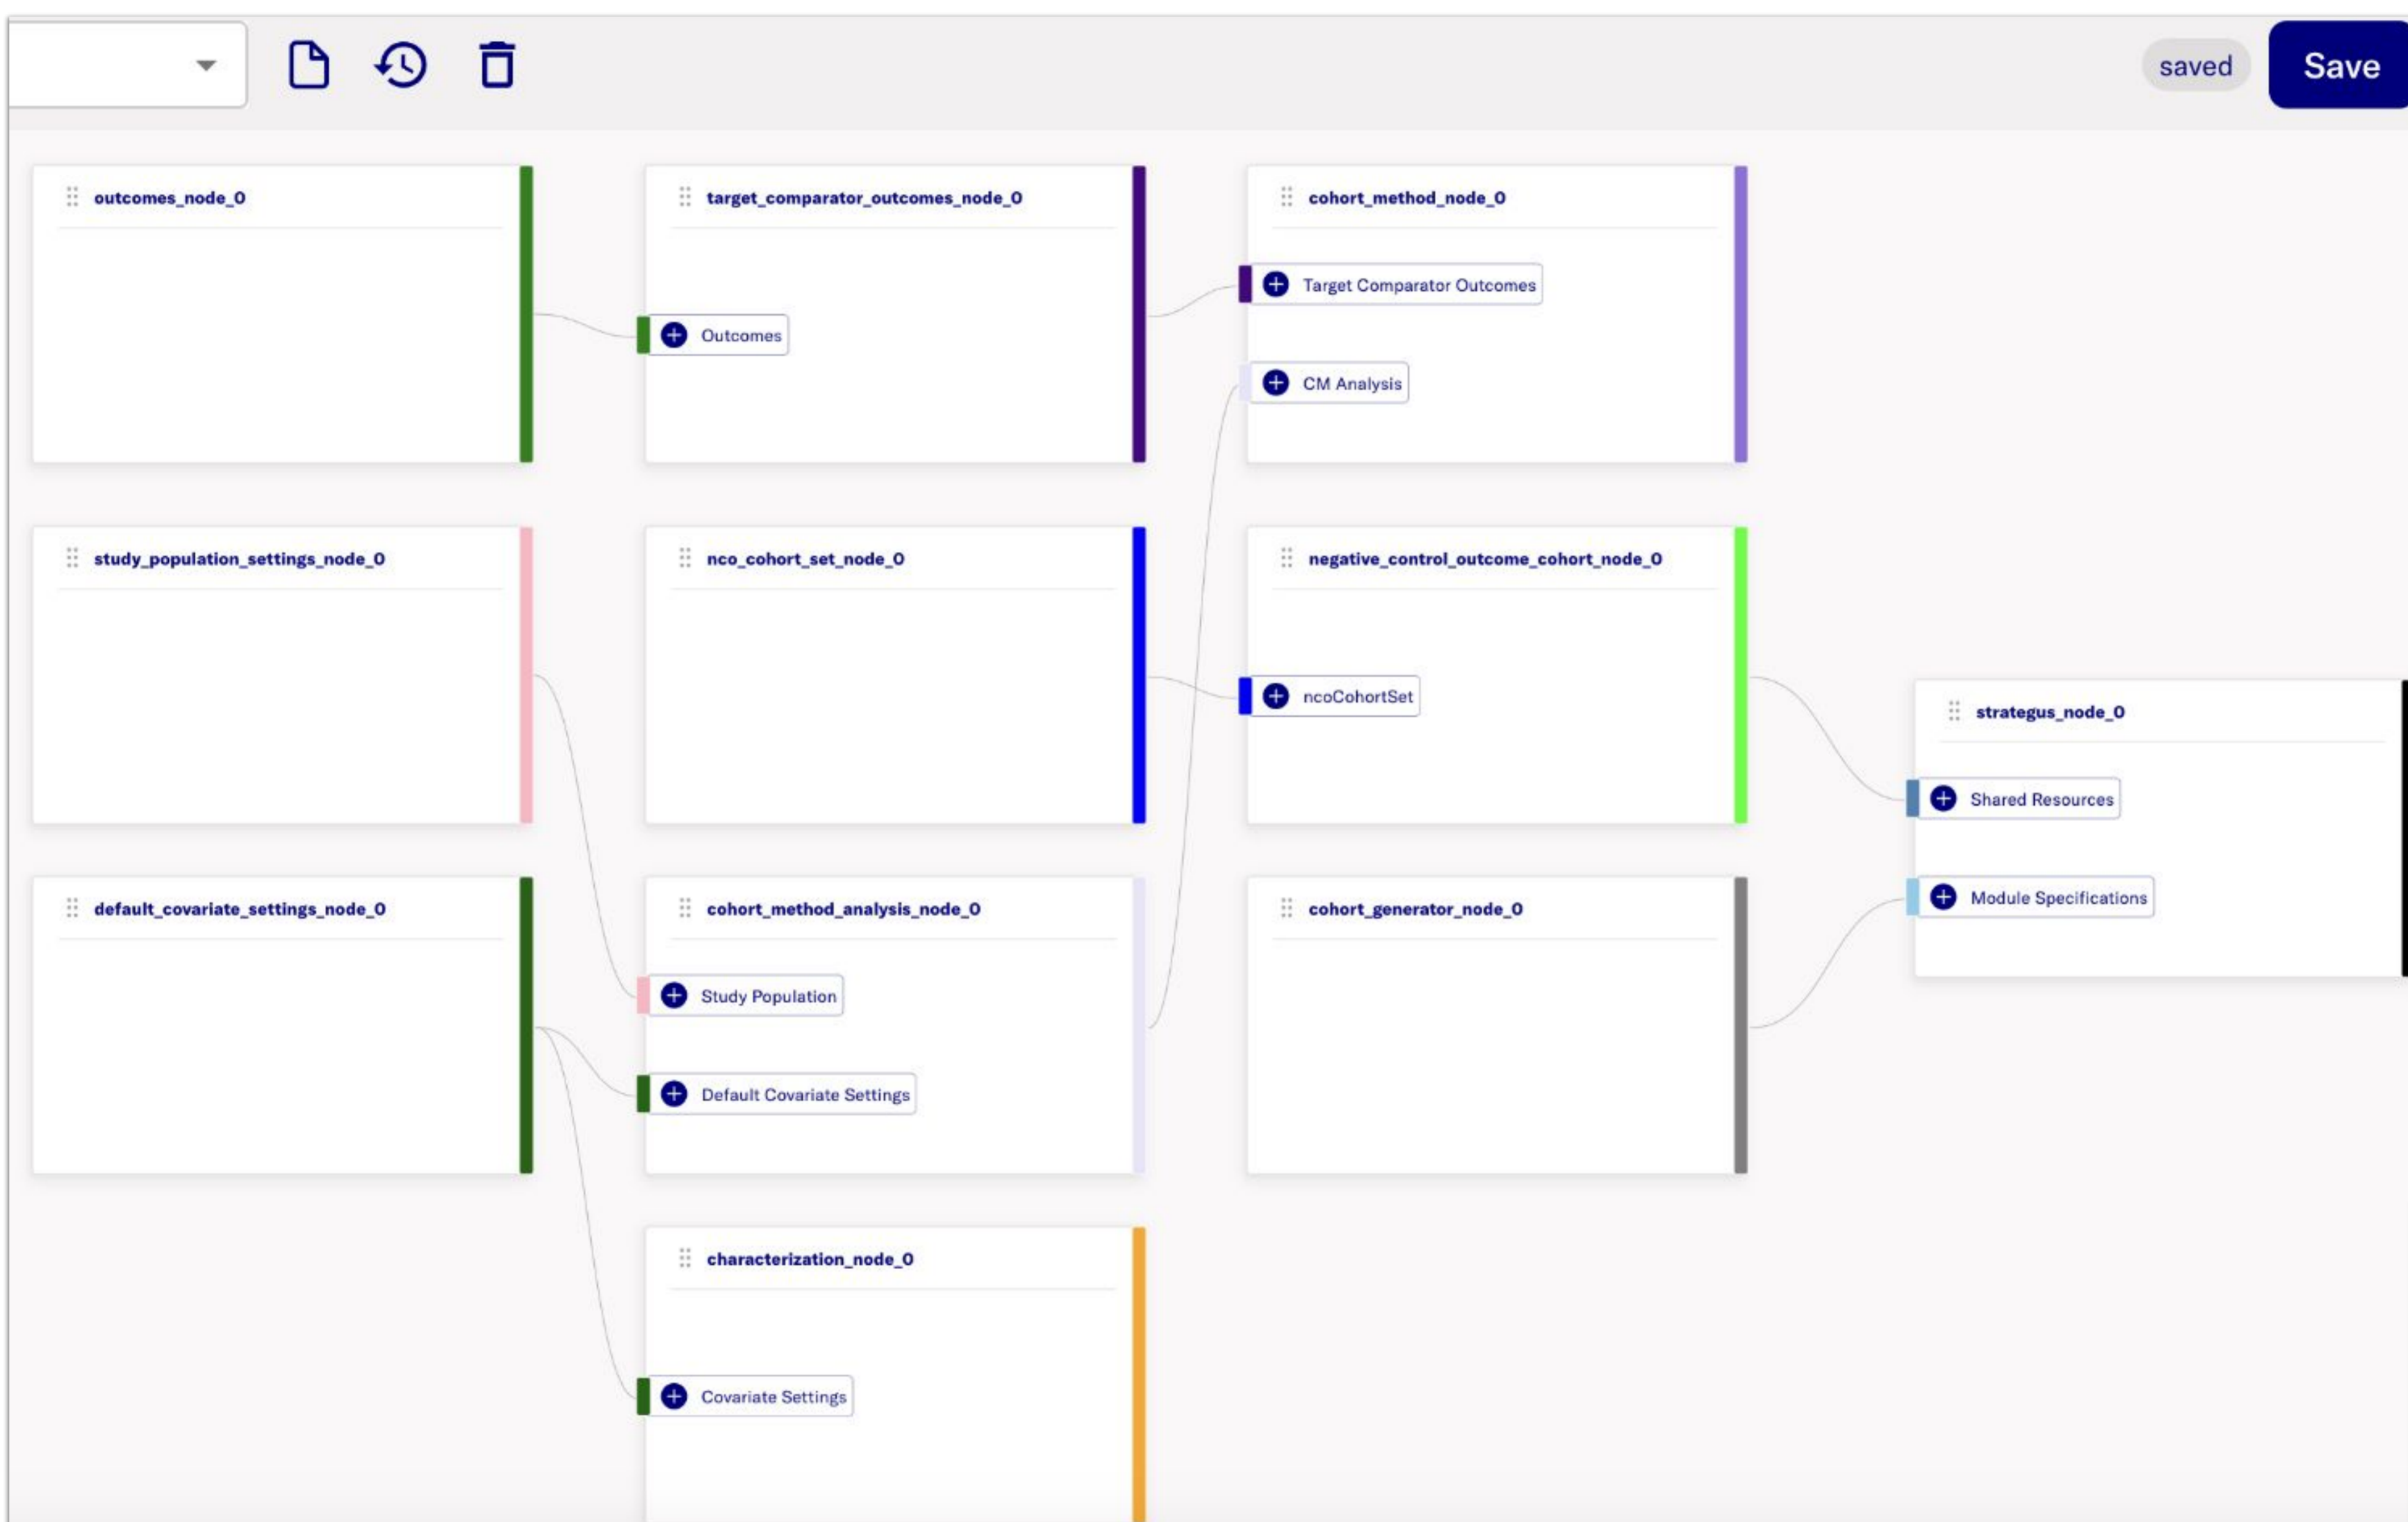 saved
Save
outcomes_node_0
target_comparator_outcomes_node_0
Outcomes
cohort_method_node_0
Target Comparator Outcomes
CM Analysis
study_population_settings_node_0
nco_cohort_set_node_0
negative_control_outcome_cohort_node_0
ncoCohortSet
strategus_node_0
Shared Resources
Module Specifications
default_covariate_settings_node_0
cohort_method_analysis_node_0
Study Population
Default Covariate Settings
cohort_generator_node_0
characterization_node_0
Covariate Settings